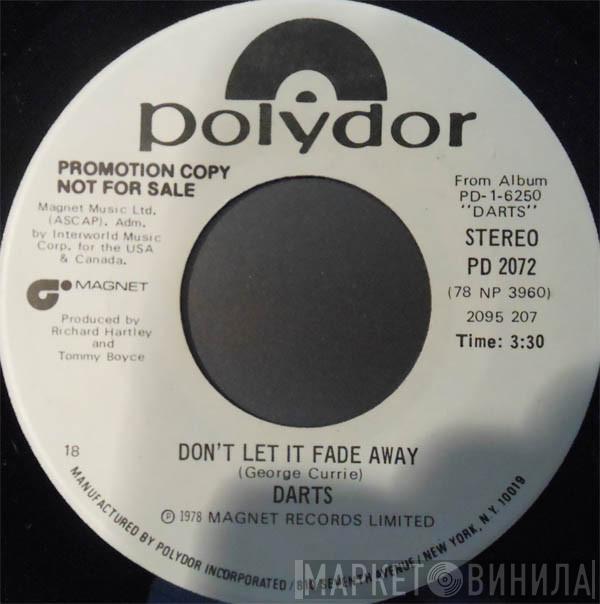 polydor
PROMOTION COPY
NOT FOR SALE
Magnet Music Ltd.
(ASCAP). Adm.
by Interworld Music
Corp. for the USA
& Canada.
MAGNET
Produced by
Richard Hartley
and
Tommy Boyce
From Album
PD-1-6250
"DARTS"
STEREO
PD 2072
(78 NP 3960)
2095 207
Time: 3:30
18
DON'T LET IT FADE AWAY
(George Currie)
DARTS
℗ 1978 MAGNET RECORDS LIMITED
MANUFACTURED BY POLYDOR INCORPORATED / 810 SEVENTH AVENUE / NEW YORK, N.Y. 10019
МАРКЕТ ВИНИЛА